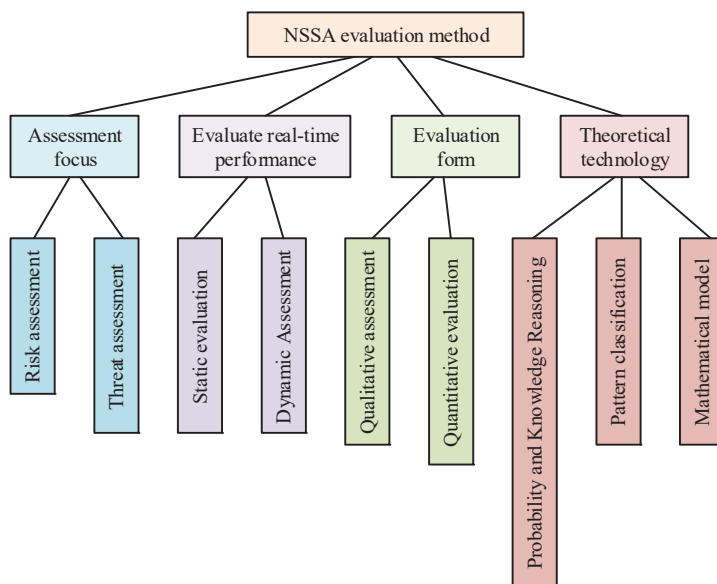 NSSA evaluation method
Assessment
focus
Evaluate real-time
performance
Evaluation
form
Theoretical
technology
Risk assessment
Threat assessment
Static evaluation
Dynamic Assessment
Qualitative assessment
Quantitative evaluation
Probability and Knowledge Reasoning
Pattern classification
Mathematical model